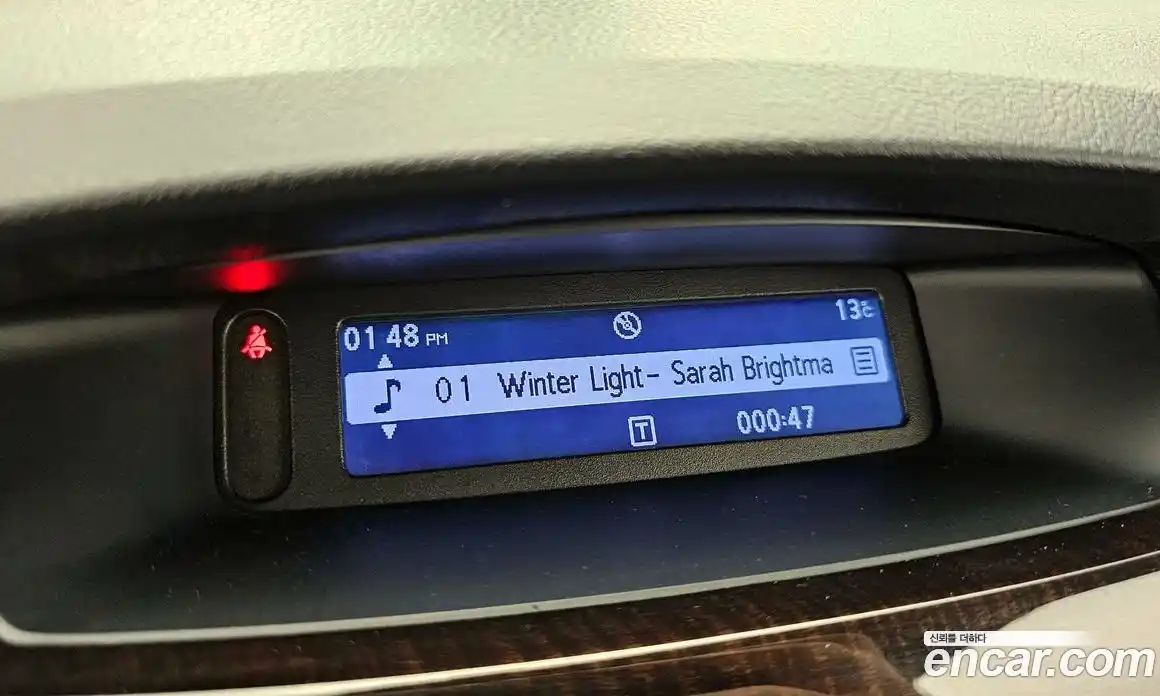 01:48 PM
13c
01 Winter Light- Sarah Brightma
T
000:47
신뢰를 더하다
encar.com